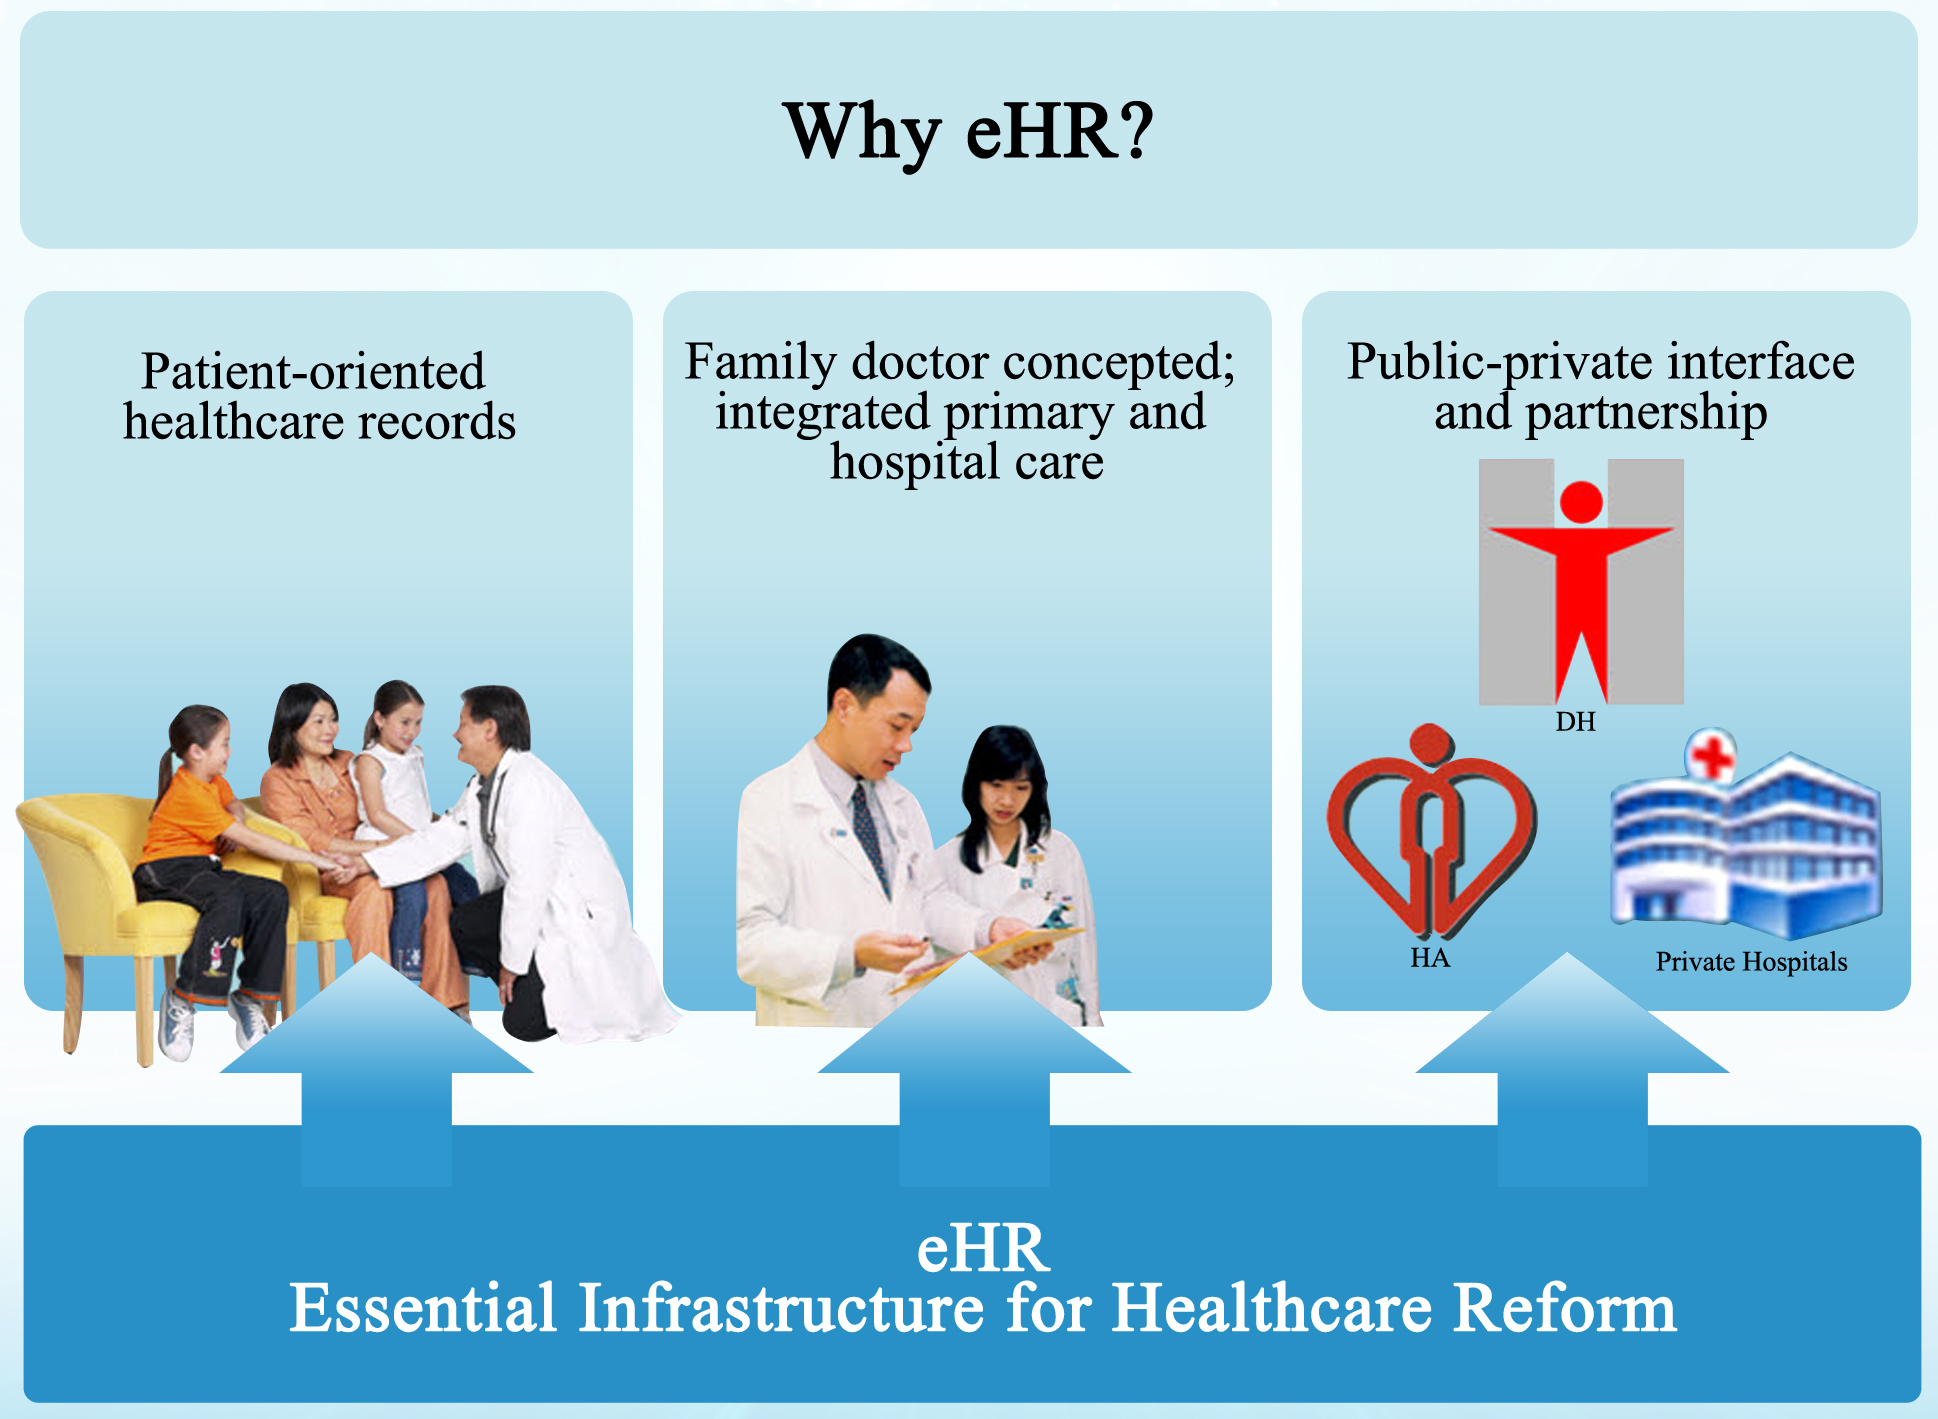 Why eHR?
Patient-oriented
healthcare records
Family doctor concepted;
integrated primary and
hospital care
Public-private interface
and partnership
DH
HA
Private Hospitals
eHR
Essential Infrastructure for Healthcare Reform